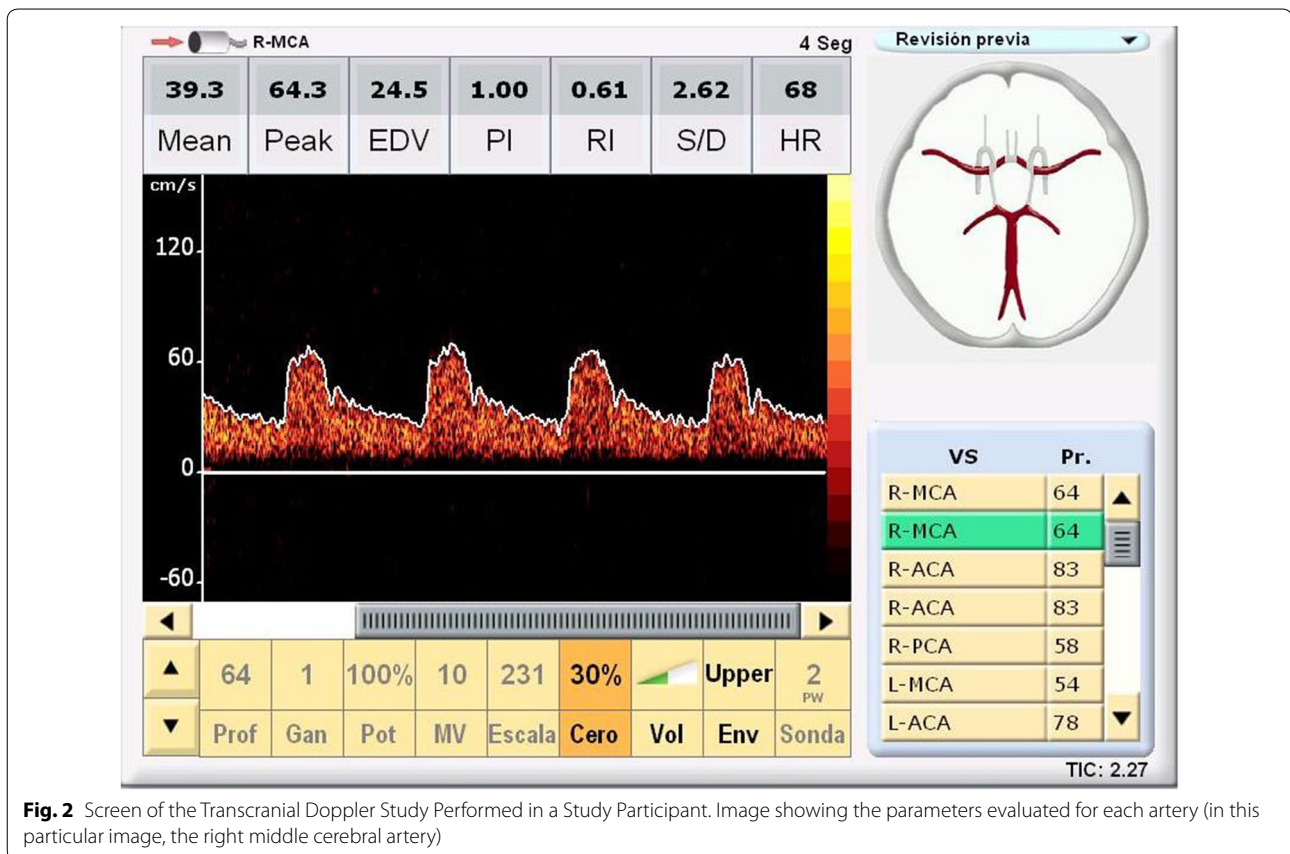 R-MCA 4 Seg Revisión previa
39.3 64.3 24.5 1.00 0.61 2.62 68
Mean Peak EDV PI RI S/D HR
cm/s
120
60
0
-60
VS Pr.
R-MCA 64
R-MCA 64
R-ACA 83
R-ACA 83
R-PCA 58
L-MCA 54
L-ACA 78
64 1 100% 10 231 30% Upper 2
PW
Prof Gan Pot MV Escala Cero Vol Env Sonda
TIC: 2.27
Fig. 2 Screen of the Transcranial Doppler Study Performed in a Study Participant. Image showing the parameters evaluated for each artery (in this
particular image, the right middle cerebral artery)